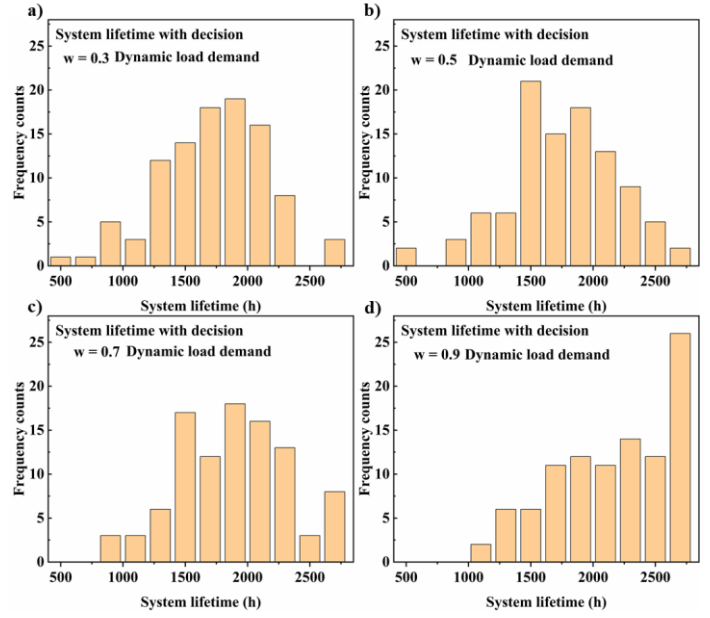 a)
System lifetime with decision
w = 0.3 Dynamic load demand
Frequency counts
25
20
15
10
5
0
500 1000 1500 2000 2500
System lifetime (h)
b)
System lifetime with decision
w = 0.5 Dynamic load demand
Frequency counts
25
20
15
10
5
0
500 1000 1500 2000 2500
System lifetime (h)
c)
System lifetime with decision
w = 0.7 Dynamic load demand
Frequency counts
25
20
15
10
5
0
500 1000 1500 2000 2500
System lifetime (h)
d)
System lifetime with decision
w = 0.9 Dynamic load demand
Frequency counts
25
20
15
10
5
0
500 1000 1500 2000 2500
System lifetime (h)